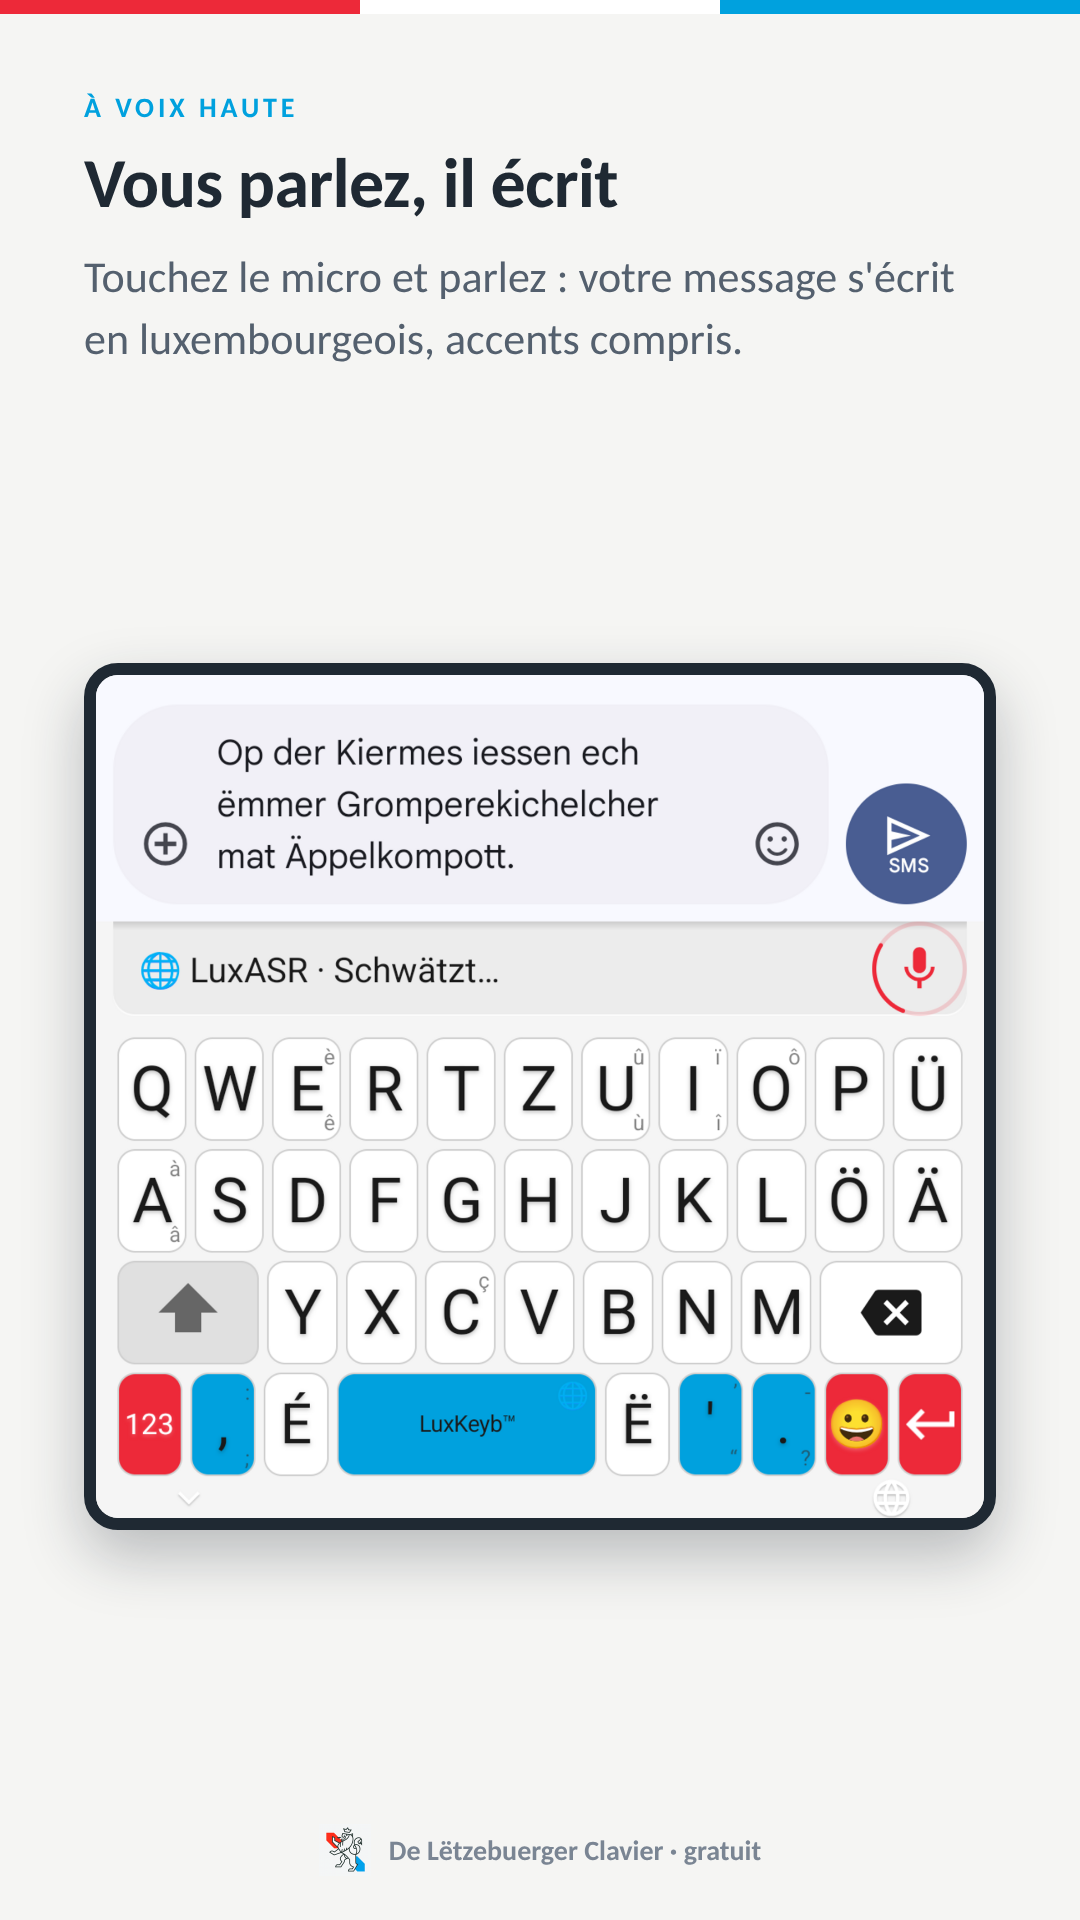 À VOIX HAUTE
Vous parlez, il écrit
Touchez le micro et parlez : votre message s'écrit
en luxembourgeois, accents compris.
Op der Kiermes iessen ech
ëmmer Gromperekichelcher
mat Äppelkompott.
SMS
🌐 LuxASR · Schwätzt...
Q W E è ê R T Z U û ù I ï î O ô P Ü
A à â S D F G H J K L Ö Ä
Y X C ç V B N M
123 , : ; É LuxKeyb™ Ë ' ’ “ . - ? 😀
De Lëtzebuerger Clavier · gratuit